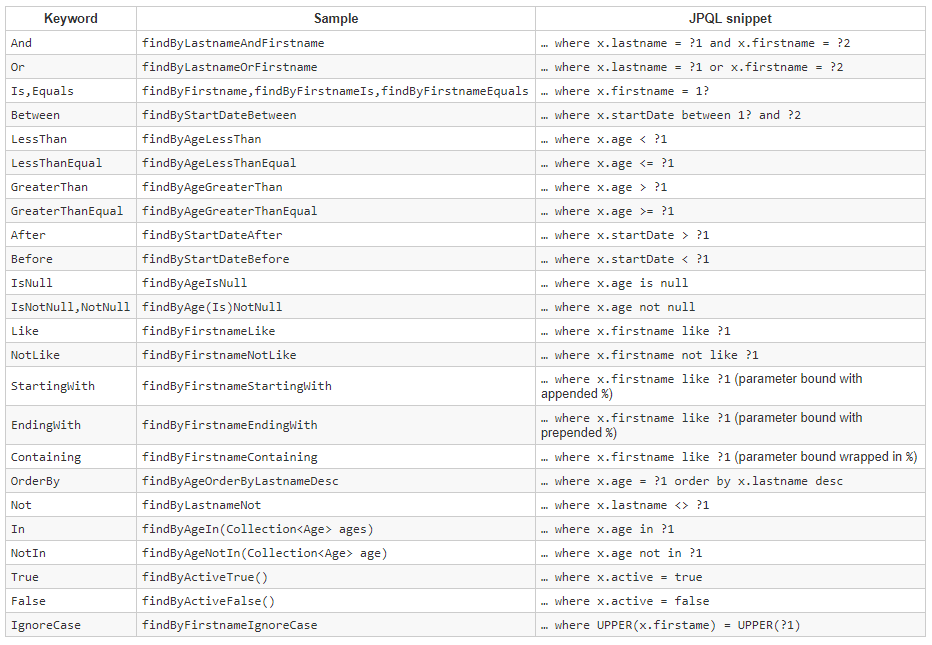 Keyword Sample JPQL snippet
And findByLastnameAndFirstname … where x.lastname = ?1 and x.firstname = ?2
Or findByLastnameOrFirstname … where x.lastname = ?1 or x.firstname = ?2
Is,Equals findByFirstname,findByFirstnameIs,findByFirstnameEquals … where x.firstname = 1?
Between findByStartDateBetween … where x.startDate between 1? and ?2
LessThan findByAgeLessThan … where x.age < ?1
LessThanEqual findByAgeLessThanEqual … where x.age <= ?1
GreaterThan findByAgeGreaterThan … where x.age > ?1
GreaterThanEqual findByAgeGreaterThanEqual … where x.age >= ?1
After findByStartDateAfter … where x.startDate > ?1
Before findByStartDateBefore … where x.startDate < ?1
IsNull findByAgeIsNull … where x.age is null
IsNotNull,NotNull findByAge(Is)NotNull … where x.age not null
Like findByFirstnameLike … where x.firstname like ?1
NotLike findByFirstnameNotLike … where x.firstname not like ?1
StartingWith findByFirstnameStartingWith … where x.firstname like ?1 (parameter bound with
appended %)
EndingWith findByFirstnameEndingWith … where x.firstname like ?1 (parameter bound with
prepended %)
Containing findByFirstnameContaining … where x.firstname like ?1 (parameter bound wrapped in %)
OrderBy findByAgeOrderByLastnameDesc … where x.age = ?1 order by x.lastname desc
Not findByLastnameNot … where x.lastname <> ?1
In findByAgeIn(Collection<Age> ages) … where x.age in ?1
NotIn findByAgeNotIn(Collection<Age> age) … where x.age not in ?1
True findByActiveTrue() … where x.active = true
False findByActiveFalse() … where x.active = false
IgnoreCase findByFirstnameIgnoreCase … where UPPER(x.firstame) = UPPER(?1)